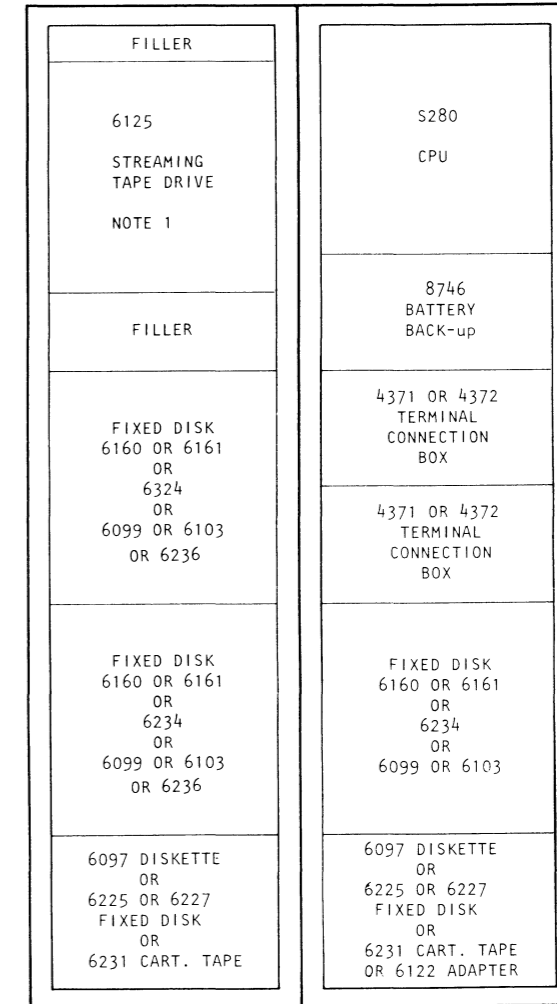 FILLER
6125
STREAMING
TAPE DRIVE
NOTE 1
FILLER
FIXED DISK
6160 OR 6161
OR
6324
OR
6099 OR 6103
OR 6236
FIXED DISK
6160 OR 6161
OR
6234
OR
6099 OR 6103
OR 6236
6097 DISKETTE
OR
6225 OR 6227
FIXED DISK
OR
6231 CART. TAPE
S280
CPU
8746
BATTERY
BACK-up
4371 OR 4372
TERMINAL
CONNECTION
BOX
4371 OR 4372
TERMINAL
CONNECTION
BOX
FIXED DISK
6160 OR 6161
OR
6234
OR
6099 OR 6103
6097 DISKETTE
OR
6225 OR 6227
FIXED DISK
OR
6231 CART. TAPE
OR 6122 ADAPTER